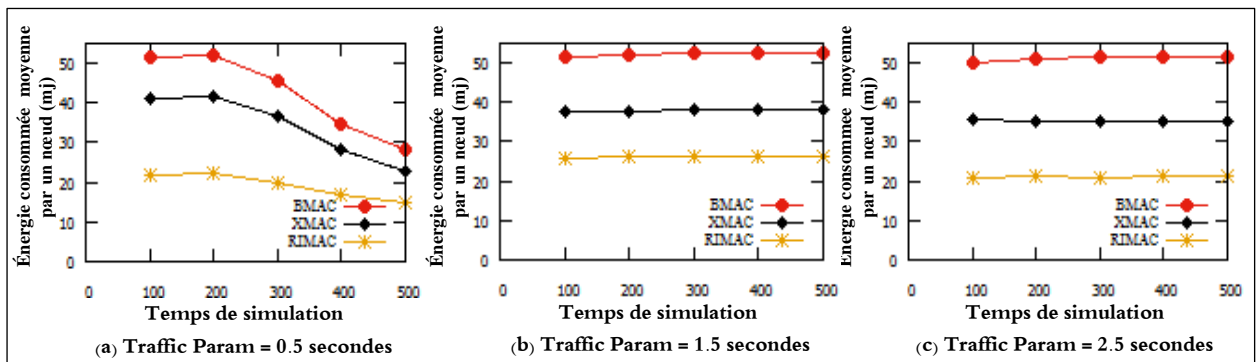 Énergie consommée moyenne
par un nœud (mj)
50
40
30
20
10
0
BMAC
XMAC
RIMAC
0 100 200 300 400 500
Temps de simulation
(a) Traffic Param = 0.5 secondes
Énergie consommée moyenne
par un nœud (mj)
50
40
30
20
10
0
BMAC
XMAC
RIMAC
0 100 200 300 400 500
Temps de simulation
(b) Traffic Param = 1.5 secondes
Énergie consommee moyenne
par un nœud (mj)
50
40
30
20
10
0
BMAC
XMAC
RIMAC
0 100 200 300 400 500
Temps de simulation
(c) Traffic Param = 2.5 secondes